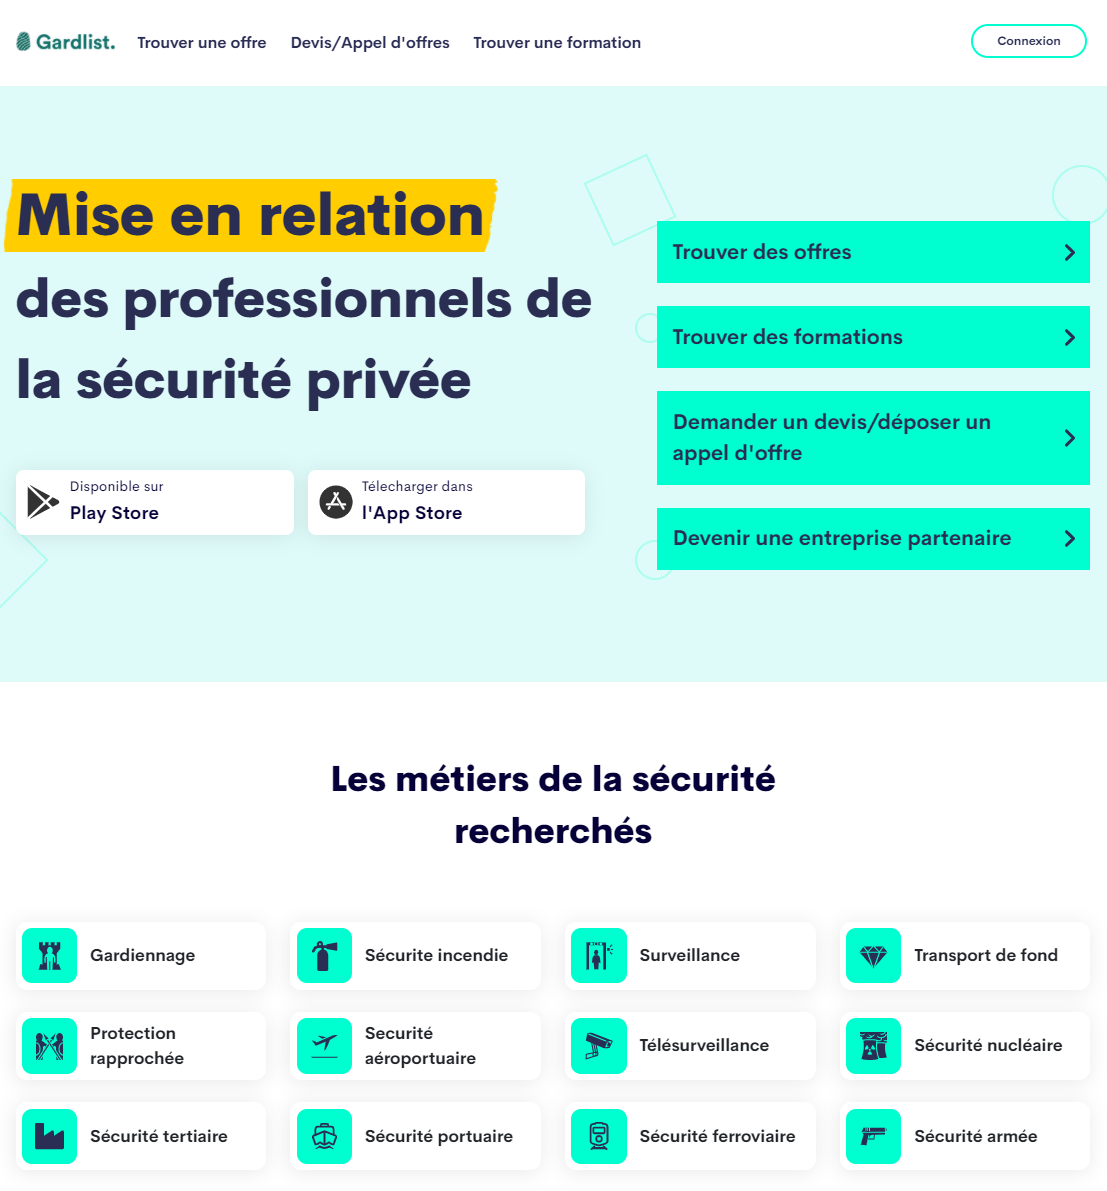 Gardlist.
Trouver une offre
Devis/Appel d'offres
Trouver une formation
Connexion
Mise en relation
des professionnels de
la sécurité privée
Disponible sur
Play Store
Télecharger dans
l'App Store
Trouver des offres
Trouver des formations
Demander un devis/déposer un
appel d'offre
Devenir une entreprise partenaire
Les métiers de la sécurité
recherchés
Gardiennage
Sécurite incendie
Surveillance
Transport de fond
Protection
rapprochée
Securité
aéroportuaire
Télésurveillance
Sécurité nucléaire
Sécurité tertiaire
Sécurité portuaire
Sécurité ferroviaire
Sécurité armée